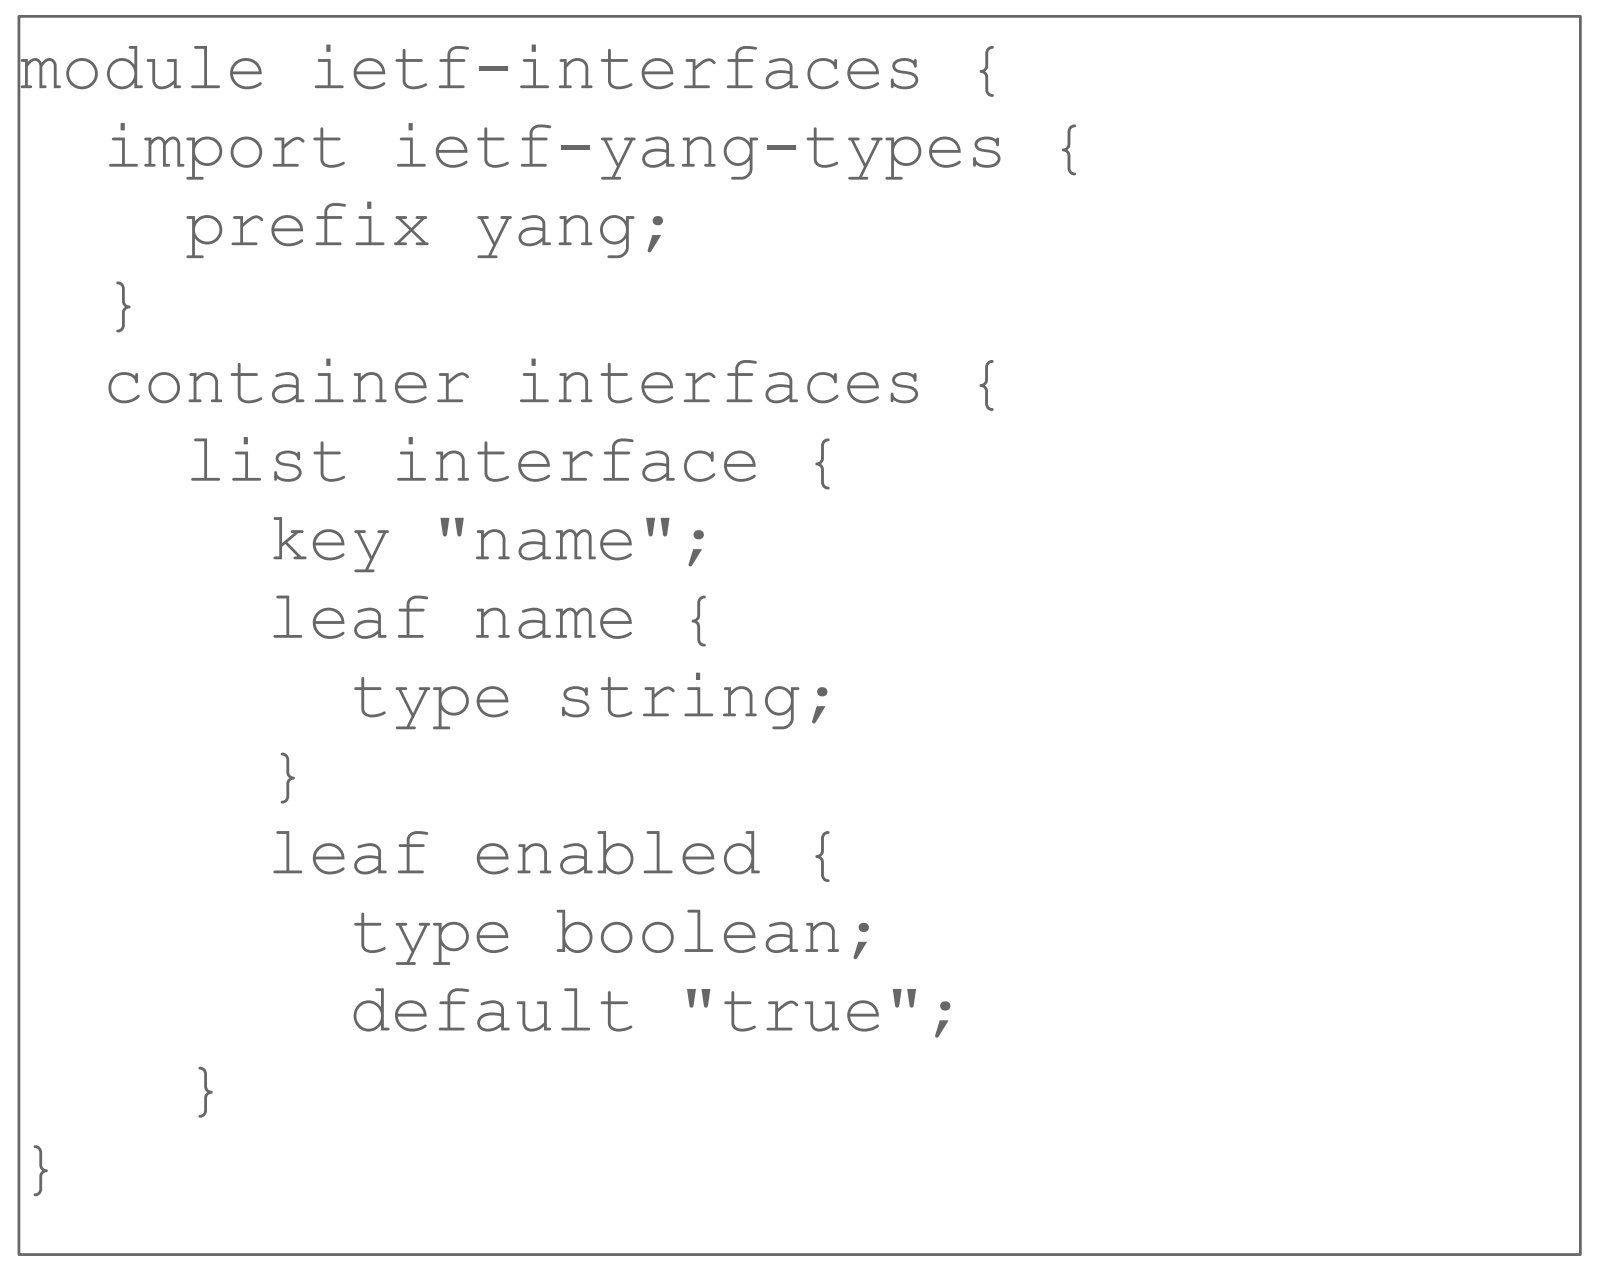 module ietf-interfaces {
  import ietf-yang-types {
    prefix yang;
  }
  container interfaces {
    list interface {
      key "name";
      leaf name {
        type string;
      }
      leaf enabled {
        type boolean;
        default "true";
    }
}